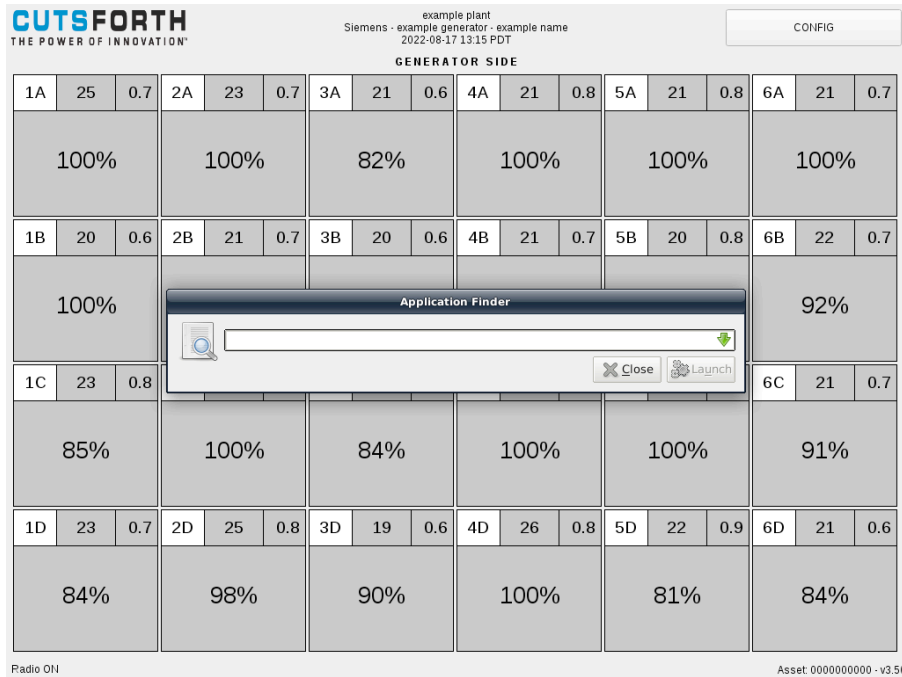 CUTSFORTH
THE POWER OF INNOVATION"
example plant
Siemens - example generator - example name
2022-08-17 13:15 PDT
CONFIG
GENERATOR SIDE
1A 25 0.7 2A 23 0.7 3A 21 0.6 4A 21 0.8 5A 21 0.8 6A 21 0.7
100% 100% 82% 100% 100% 100%
1B 20 0.6 2B 21 0.7 3B 20 0.6 4B 21 0.7 5B 20 0.8 6B 22 0.7
Application Finder
100% 92%
Close Launch
1C 23 0.8 6C 21 0.7
85% 100% 84% 100% 100% 91%
1D 23 0.7 2D 25 0.8 3D 19 0.6 4D 26 0.8 5D 22 0.9 6D 21 0.6
84% 98% 90% 100% 81% 84%
Radio ON Asset: 0000000000 -